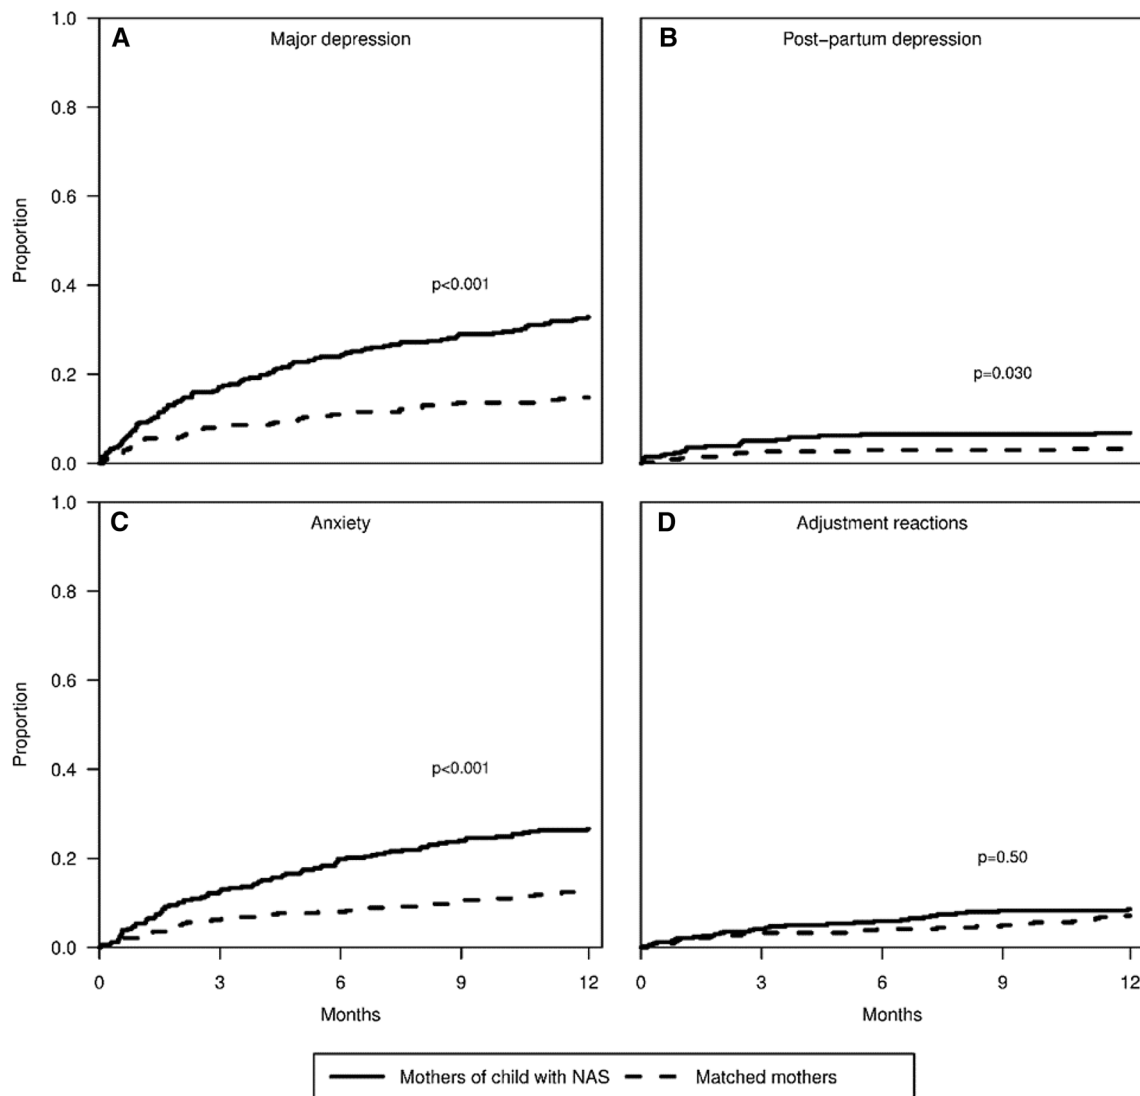 A Major depression
B Post-partum depression
1.0
0.8
0.6
0.4
0.2
0.0
Proportion
p<0.001
p=0.030
C Anxiety
D Adjustment reactions
1.0
0.8
0.6
0.4
0.2
0.0
Proportion
p<0.001
p=0.50
0 3 6 9 12
0 3 6 9 12
Months
Months
Mothers of child with NAS
Matched mothers